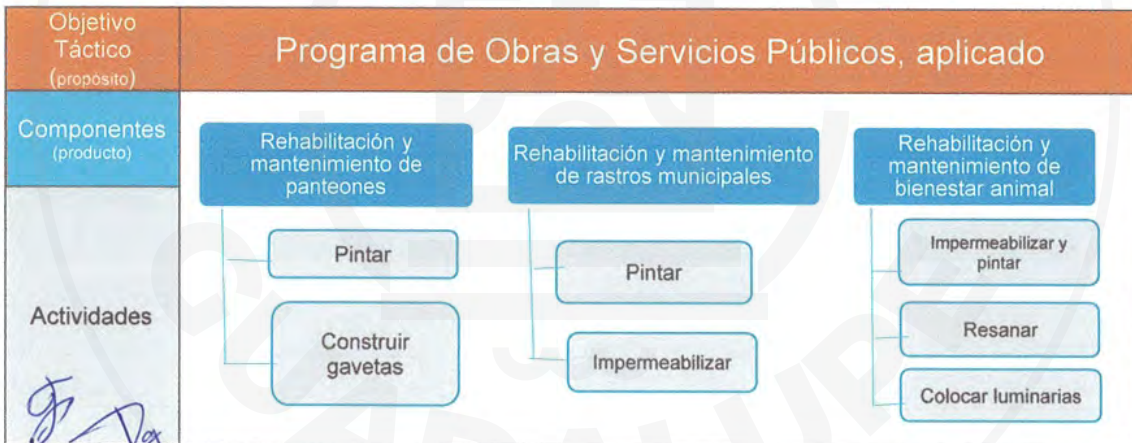 Objetivo
Táctico
(propósito)
Programa de Obras y Servicios Públicos, aplicado
Componentes
(producto)
Rehabilitación y
mantenimiento de
panteones
Rehabilitación y mantenimiento
de rastros municipales
Rehabilitación y
mantenimiento de
bienestar animal
Actividades
Pintar
Construir
gavetas
Pintar
Impermeabilizar
Impermeabilizar y
pintar
Resanar
Colocar luminarias